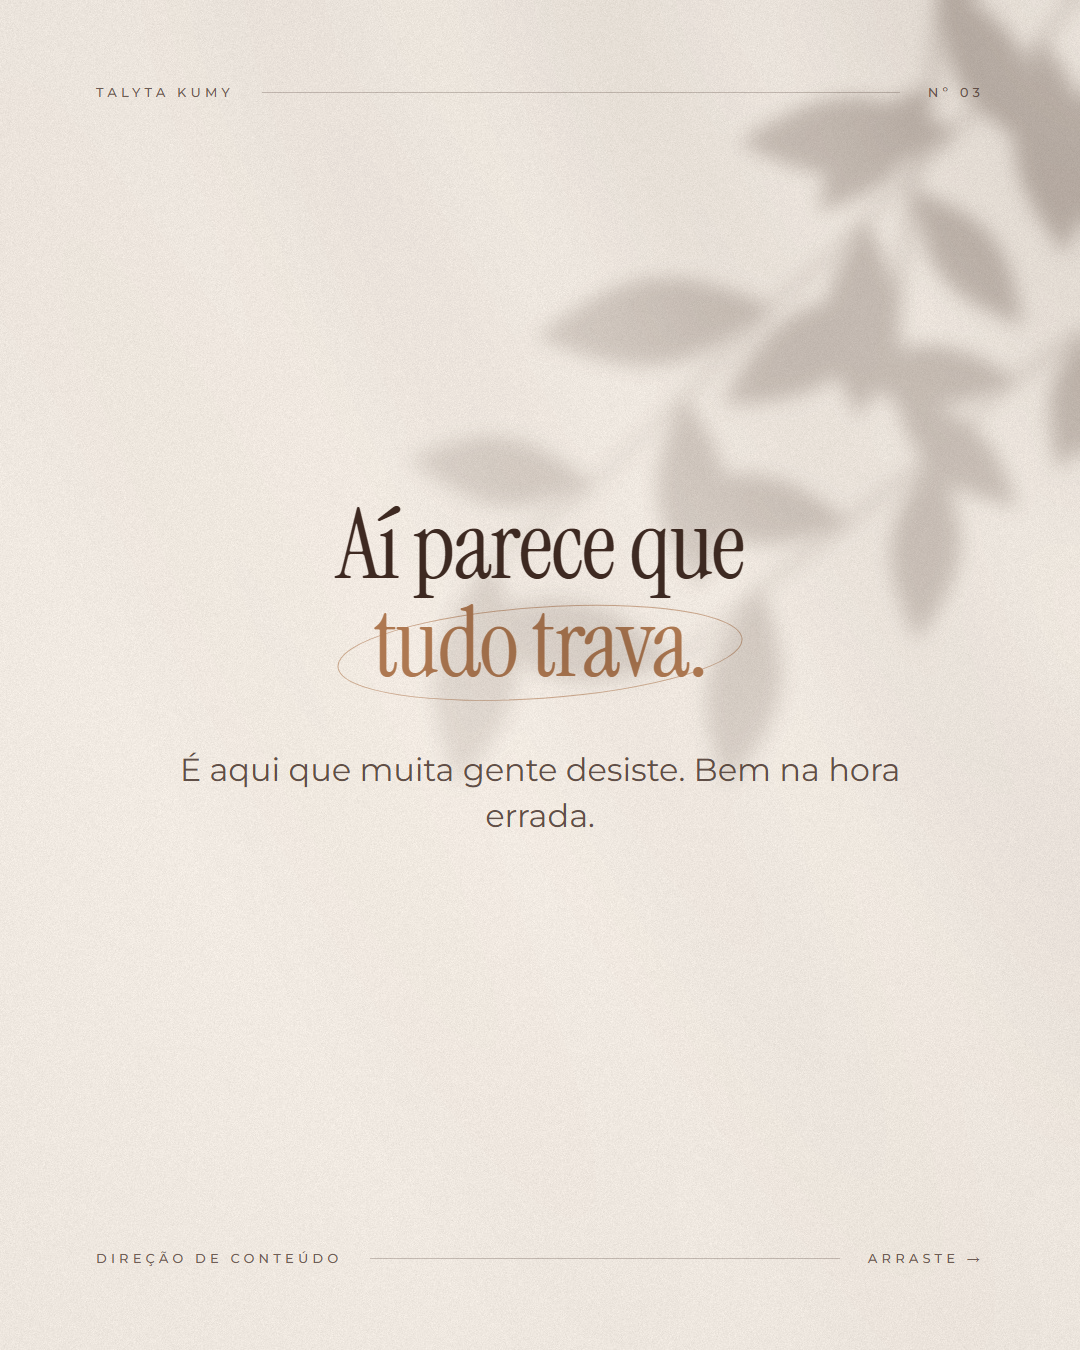 TALYTA KUMY
Nº 03
Aí parece que
tudo trava.
É aqui que muita gente desiste. Bem na hora
errada.
DIREÇÃO DE CONTEÚDO
ARRASTE →